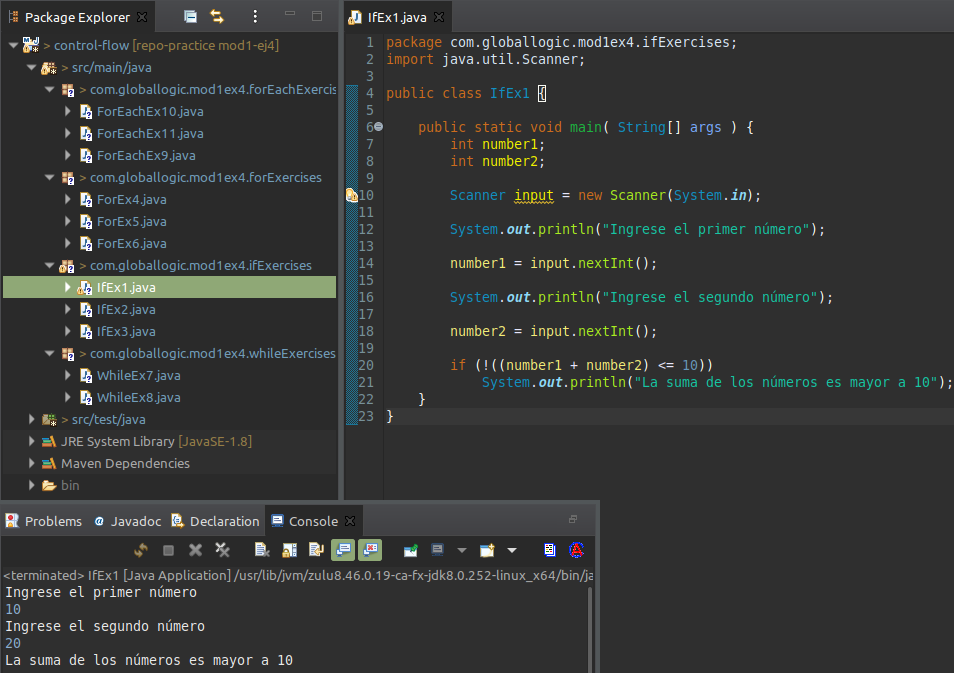 Package Explorer
> control-flow [repo-practice mod1-ej4]
> src/main/java
> com.globallogic.mod1ex4.forEachExercis
ForEachEx10.java
ForEachEx11.java
ForEachEx9.java
> com.globallogic.mod1ex4.forExercises
ForEx4.java
ForEx5.java
ForEx6.java
> com.globallogic.mod1ex4.ifExercises
IfEx1.java
IfEx2.java
IfEx3.java
> com.globallogic.mod1ex4.whileExercises
WhileEx7.java
WhileEx8.java
> src/test/java
JRE System Library [JavaSE-1.8]
Maven Dependencies
bin
IfEx1.java
1 package com.globallogic.mod1ex4.ifExercises;
2 import java.util.Scanner;
3
4 public class IfEx1 {
5
6 public static void main( String[] args ) {
7 int number1;
8 int number2;
9
10 Scanner input = new Scanner(System.in);
11
12 System.out.println("Ingrese el primer número");
13
14 number1 = input.nextInt();
15
16 System.out.println("Ingrese el segundo número");
17
18 number2 = input.nextInt();
19
20 if (!((number1 + number2) <= 10))
21 System.out.println("La suma de los números es mayor a 10");
22 }
23 }
Problems @ Javadoc Declaration Console
<terminated> IfEx1 [Java Application] /usr/lib/jvm/zulu8.46.0.19-ca-fx-jdk8.0.252-linux_x64/bin/ja
Ingrese el primer número
10
Ingrese el segundo número
20
La suma de los números es mayor a 10